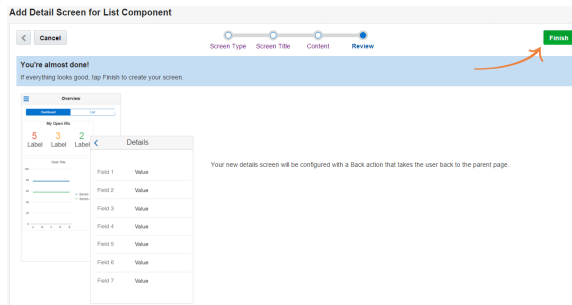 Add Detail Screen for List Component
Cancel
Screen Type Screen Title Content Review
Finish
You're almost done!
If everything looks good, tap Finish to create your screen.
Overview
Dashboard List
My Open SRs
5 3 2
Label Label Label
Details
Field 1 Value
Field 2 Value
Field 3 Value
Field 4 Value
Field 5 Value
Field 6 Value
Field 7 Value
Your new details screen will be configured with a Back action that takes the user back to the parent page.